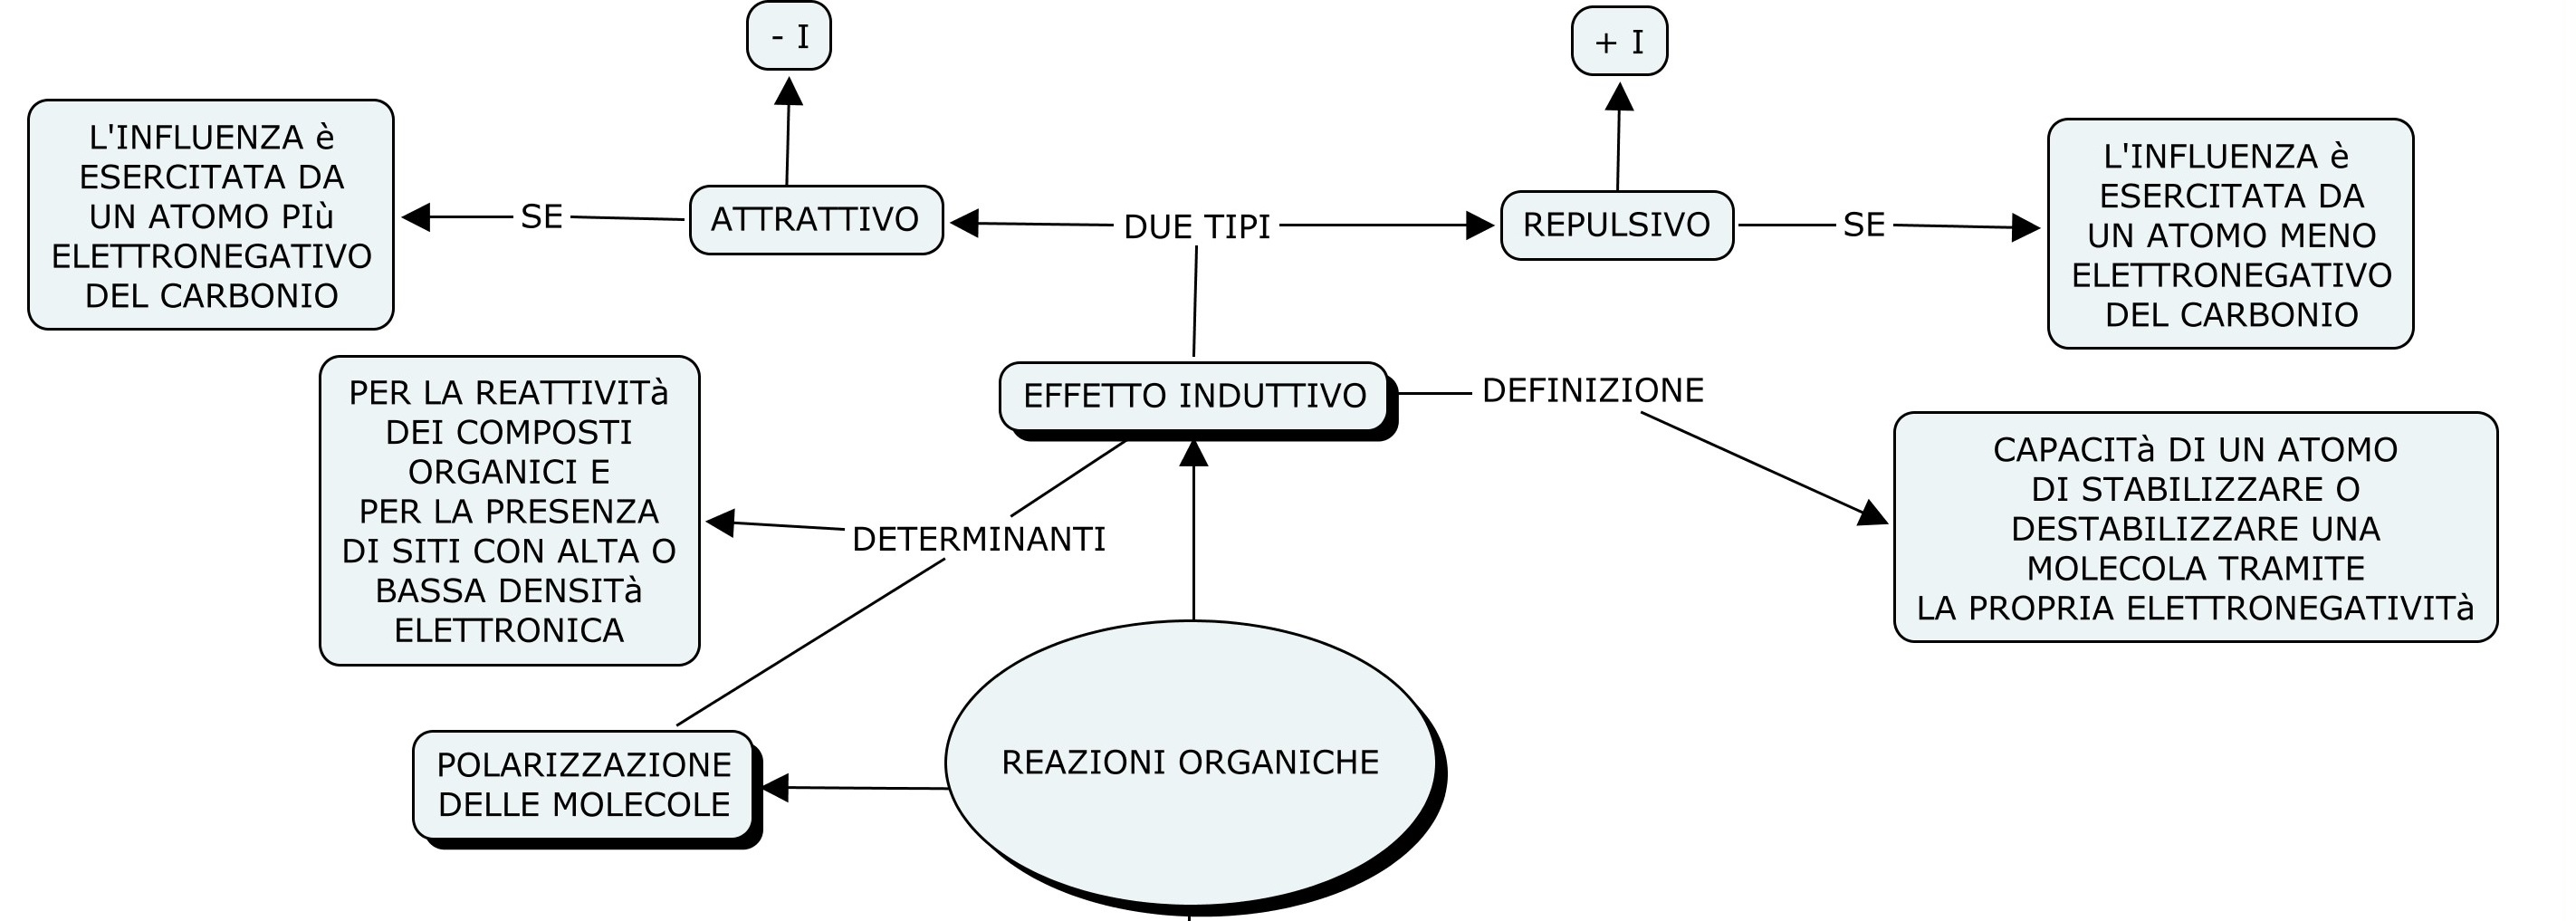 - I
+ I
L'INFLUENZA è
ESERCITATA DA
UN ATOMO PIù
ELETTRONEGATIVO
DEL CARBONIO
SE
ATTRATTIVO
DUE TIPI
REPULSIVO
SE
L'INFLUENZA è
ESERCITATA DA
UN ATOMO MENO
ELETTRONEGATIVO
DEL CARBONIO
PER LA REATTIVITà
DEI COMPOSTI
ORGANICI E
PER LA PRESENZA
DI SITI CON ALTA O
BASSA DENSITà
ELETTRONICA
EFFETTO INDUTTIVO
DEFINIZIONE
CAPACITà DI UN ATOMO
DI STABILIZZARE O
DESTABILIZZARE UNA
MOLECOLA TRAMITE
LA PROPRIA ELETTRONEGATIVITà
DETERMINANTI
POLARIZZAZIONE
DELLE MOLECOLE
REAZIONI ORGANICHE